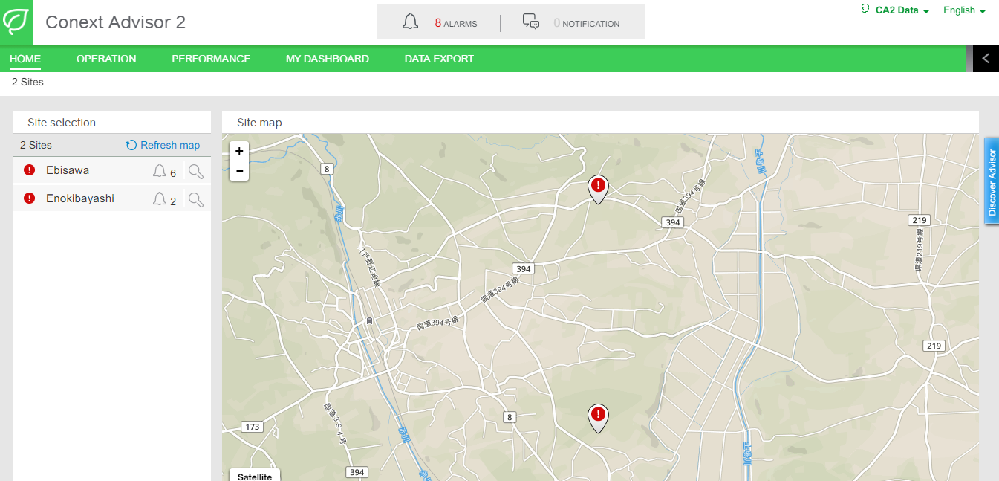 Conext Advisor 2
8 ALARMS
0 NOTIFICATION
CA2 Data
English
HOME
OPERATION
PERFORMANCE
MY DASHBOARD
DATA EXPORT
<
2 Sites
Site selection
Site map
2 Sites
Refresh map
! Ebisawa 6
! Enokibayashi 2
+
−
8
!
国道394号線
394
219
県道219号線
八戸野辺地線
394
国道394号線
国道394号線
219
!
8
173
国道3-9-4-号
394
Satellite
Discover Advisor